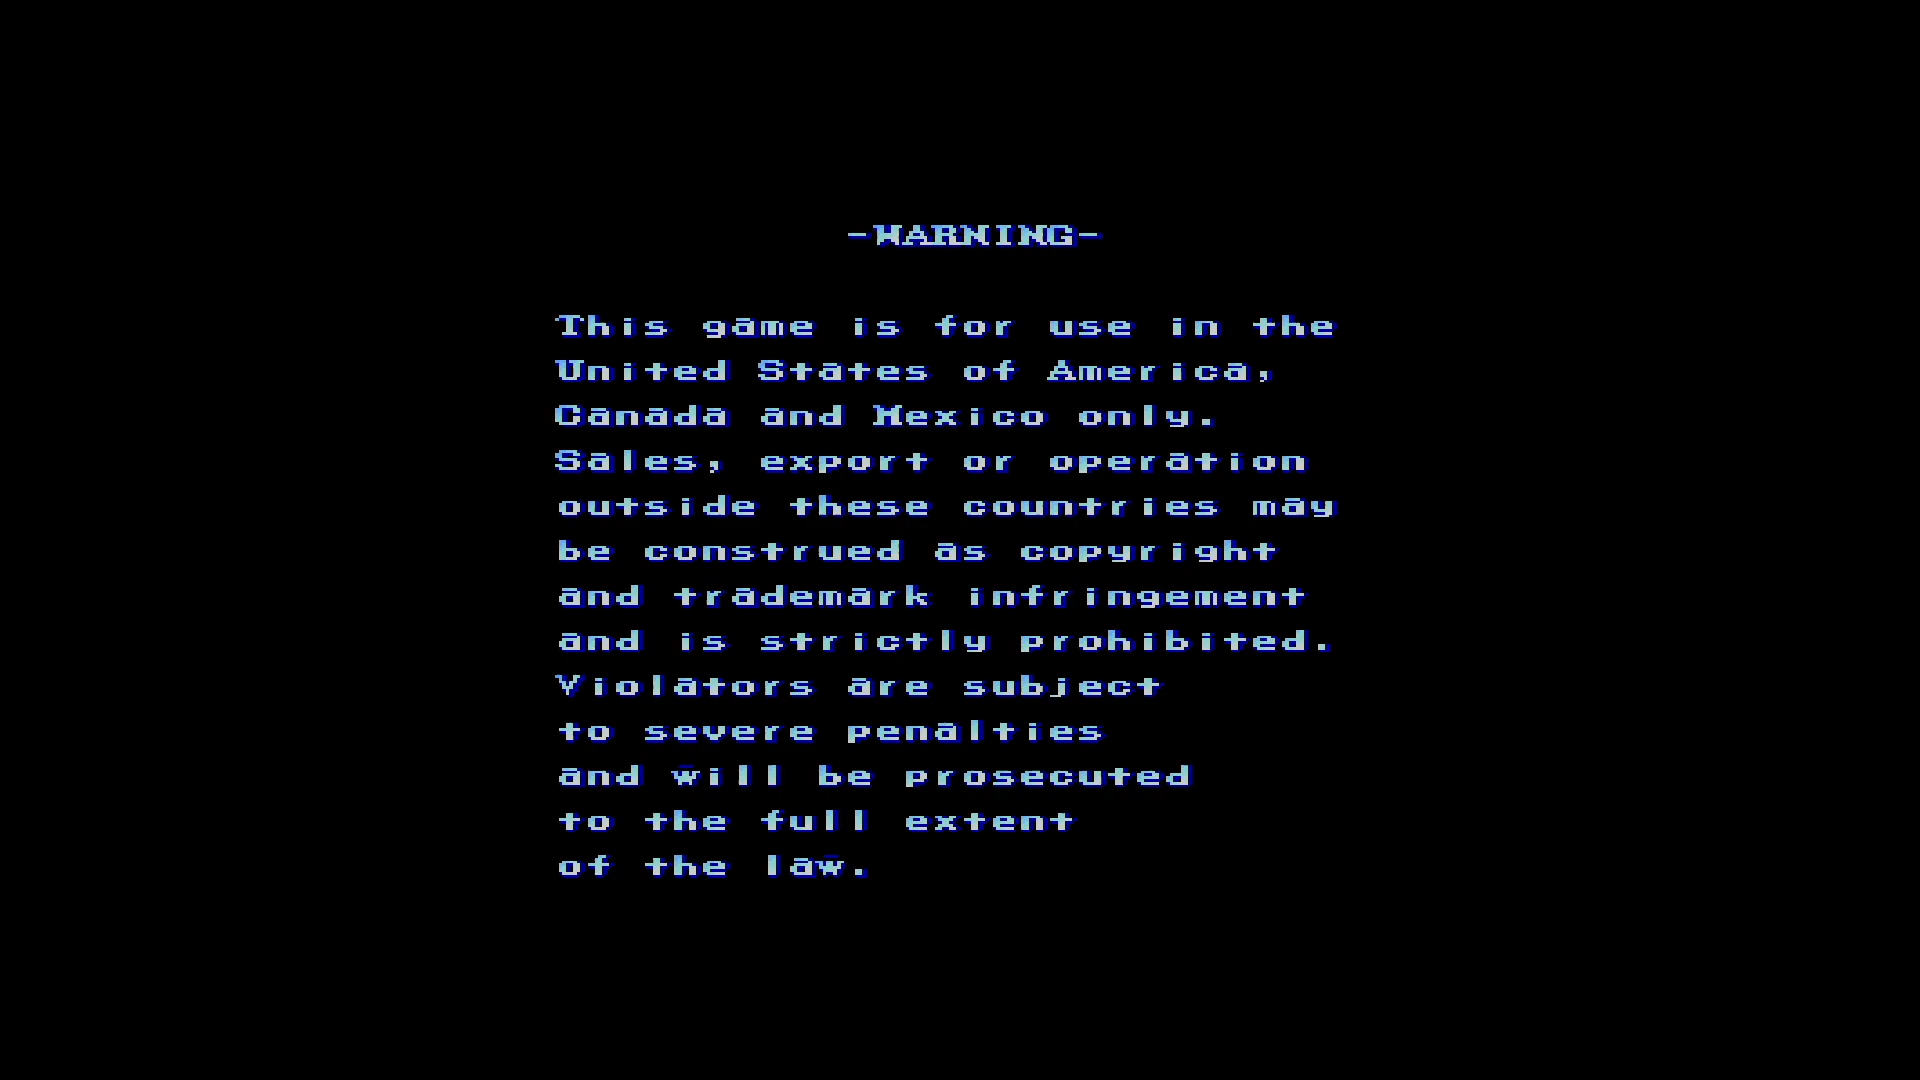 -WARNING-
This game is for use in the
United States of America,
Canada and Mexico only.
Sales, export or operation
outside these countries may
be construed as copyright
and trademark infringement
and is strictly prohibited.
Violators are subject
to severe penalties
and will be prosecuted
to the full extent
of the law.